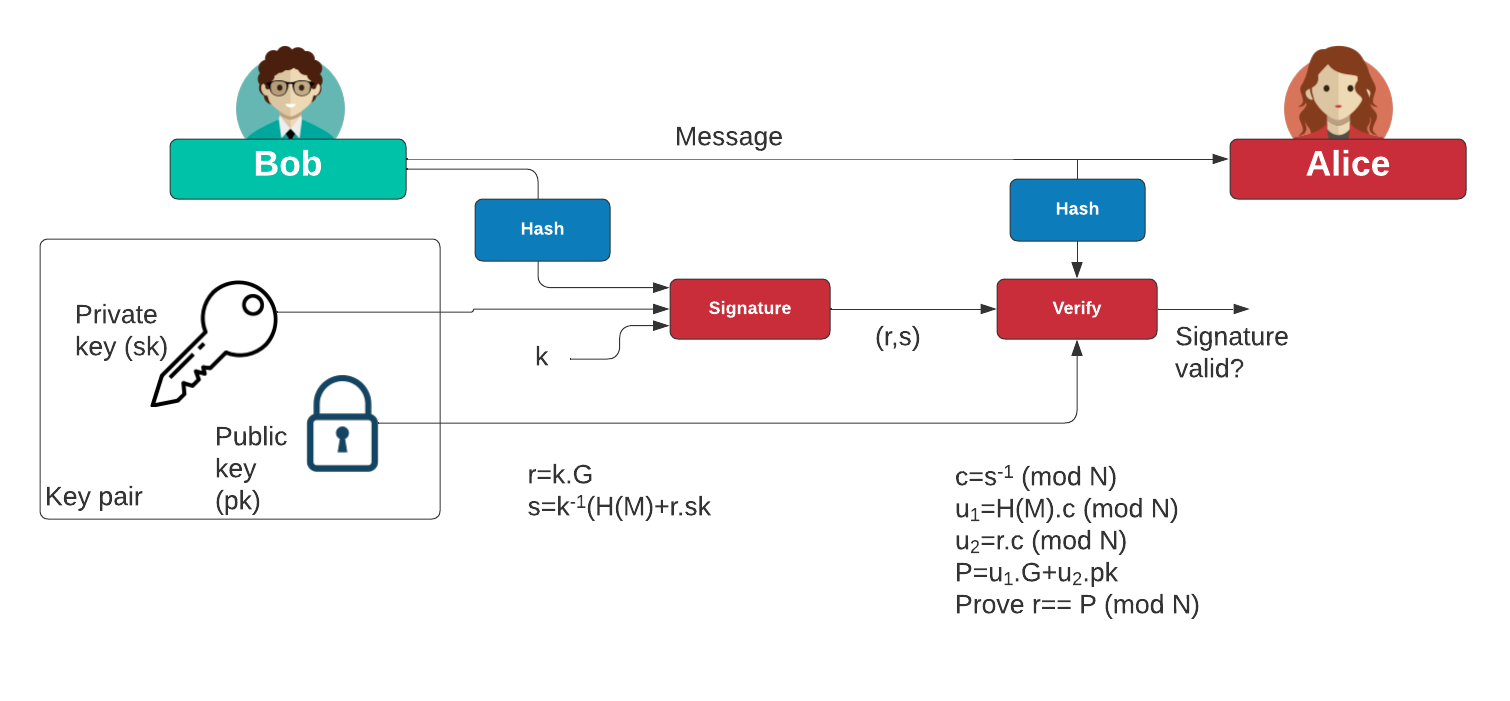 Message
Bob
Alice
Hash
Hash
Private
key (sk)
Signature
Verify
(r,s)
Signature
valid?
k
Public
key
(pk)
Key pair
r=k.G
s=k⁻¹(H(M)+r.sk
c=s⁻¹ (mod N)
u₁=H(M).c (mod N)
u₂=r.c (mod N)
P=u₁.G+u₂.pk
Prove r== P (mod N)